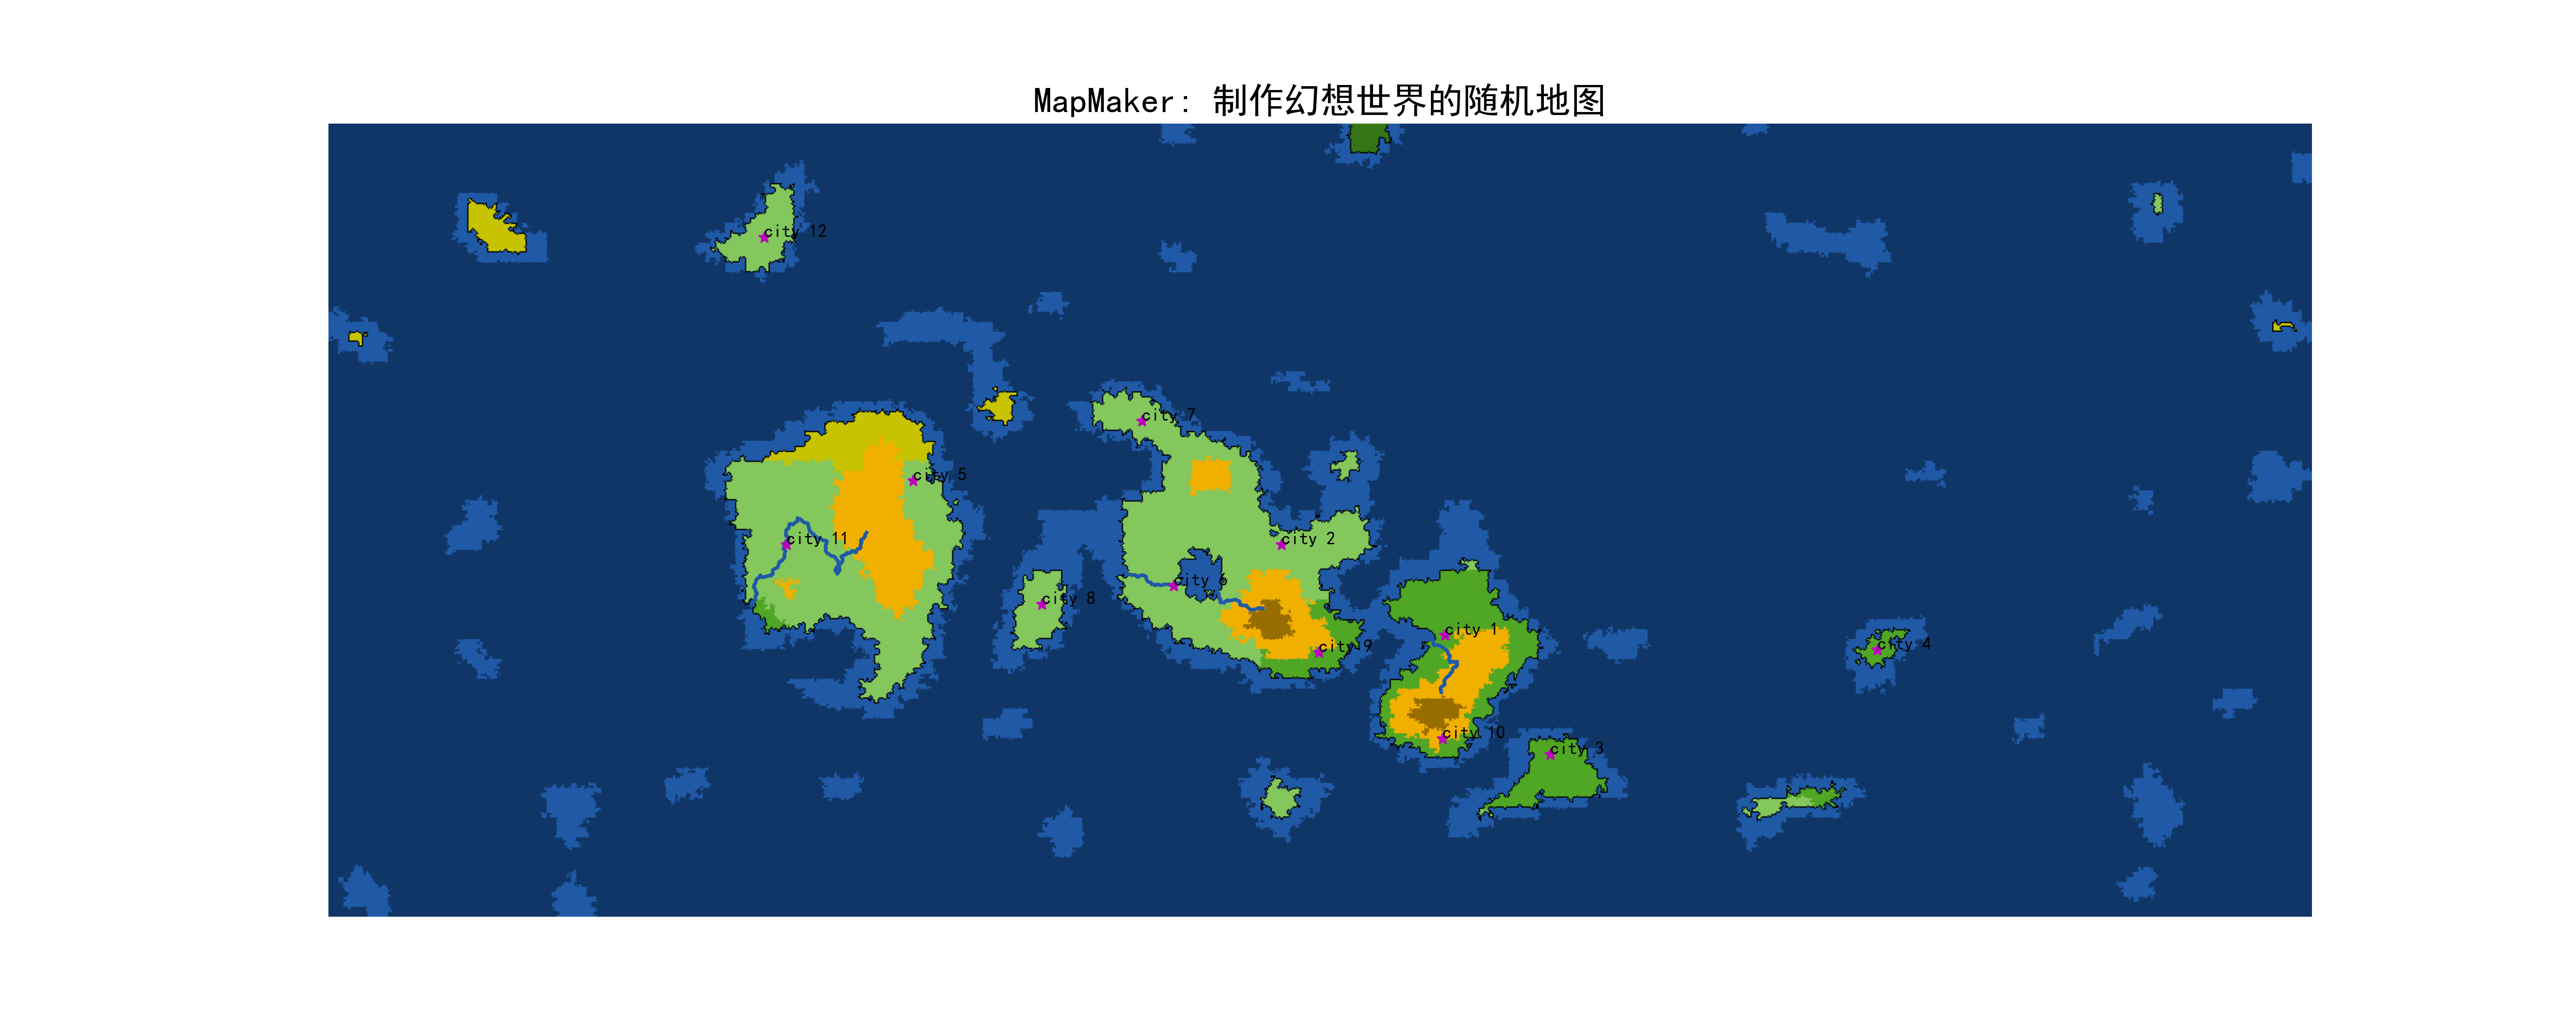 MapMaker: 制作幻想世界的随机地图
city 12
city 7
city 5
city 11
city 2
city 6
city 8
city 1
city 9
city 4
city 10
city 3